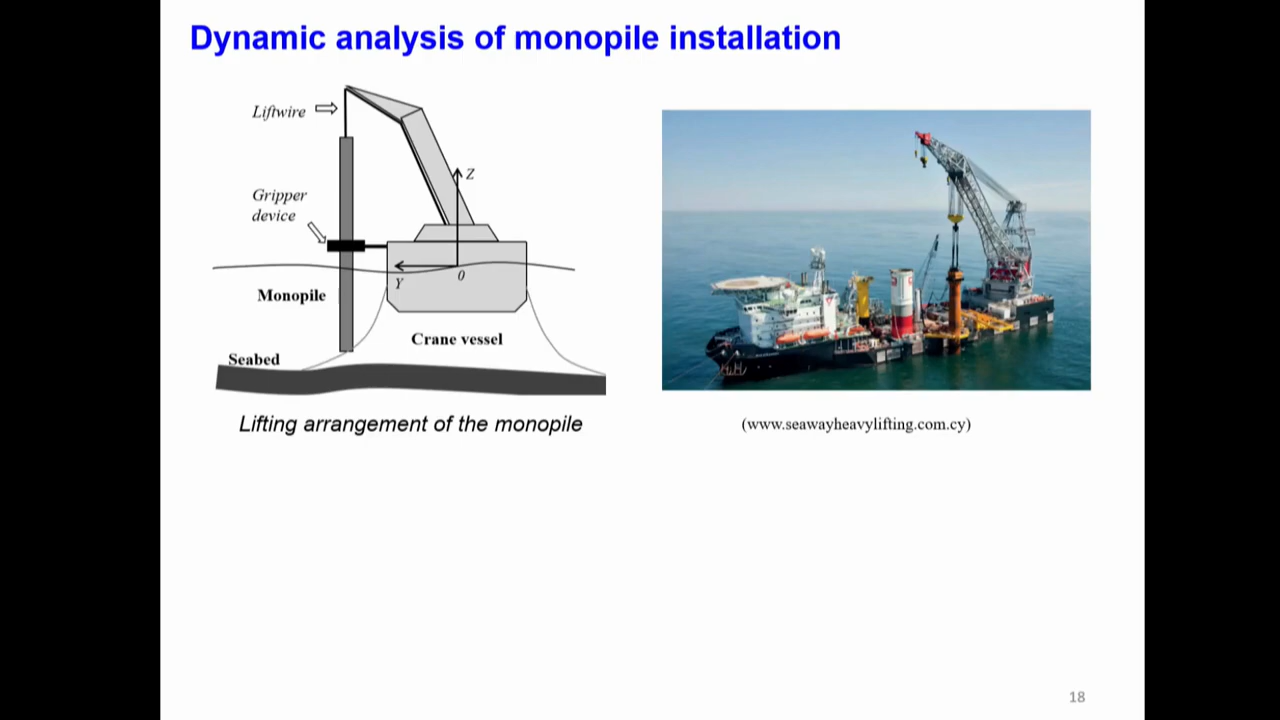 Dynamic analysis of monopile installation
Liftwire
Z
Gripper
device
0
Y
Monopile
Crane vessel
Seabed
Lifting arrangement of the monopile
(www.seawayheavylifting.com.cy)
18